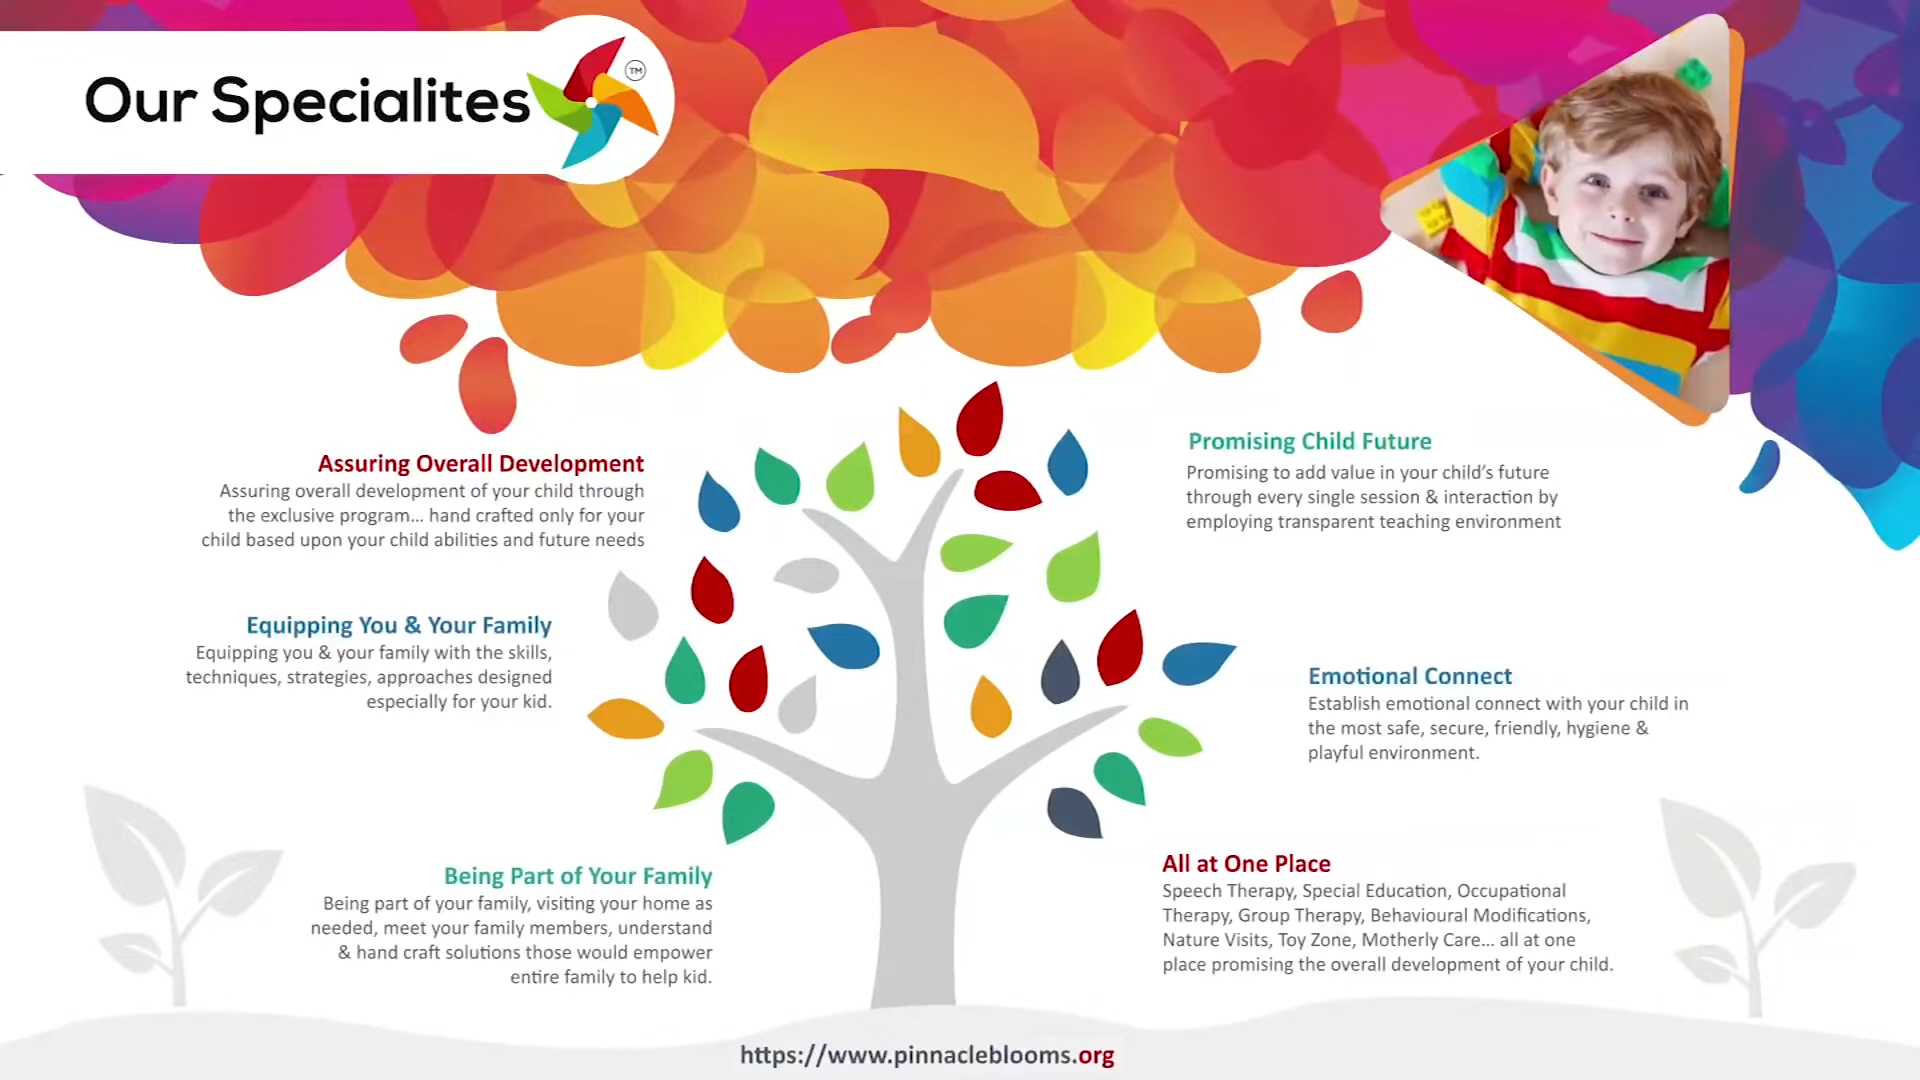 Our Specialites
TM
Assuring Overall Development
Assuring overall development of your child through
the exclusive program... hand crafted only for your
child based upon your child abilities and future needs
Equipping You & Your Family
Equipping you & your family with the skills,
techniques, strategies, approaches designed
especially for your kid.
Being Part of Your Family
Being part of your family, visiting your home as
needed, meet your family members, understand
& hand craft solutions those would empower
entire family to help kid.
Promising Child Future
Promising to add value in your child's future
through every single session & interaction by
employing transparent teaching environment
Emotional Connect
Establish emotional connect with your child in
the most safe, secure, friendly, hygiene &
playful environment.
All at One Place
Speech Therapy, Special Education, Occupational
Therapy, Group Therapy, Behavioural Modifications,
Nature Visits, Toy Zone, Motherly Care... all at one
place promising the overall development of your child.
https://www.pinnacleblooms.org